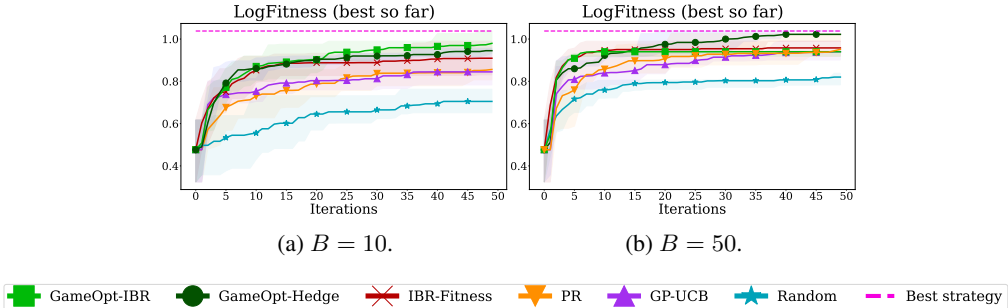 LogFitness (best so far)
1.0
0.8
0.6
0.4
0 5 10 15 20 25 30 35 40 45 50
Iterations
(a) B = 10.
LogFitness (best so far)
1.0
0.8
0.6
0.4
0 5 10 15 20 25 30 35 40 45 50
Iterations
(b) B = 50.
GameOpt-IBR GameOpt-Hedge IBR-Fitness PR GP-UCB Random Best strategy